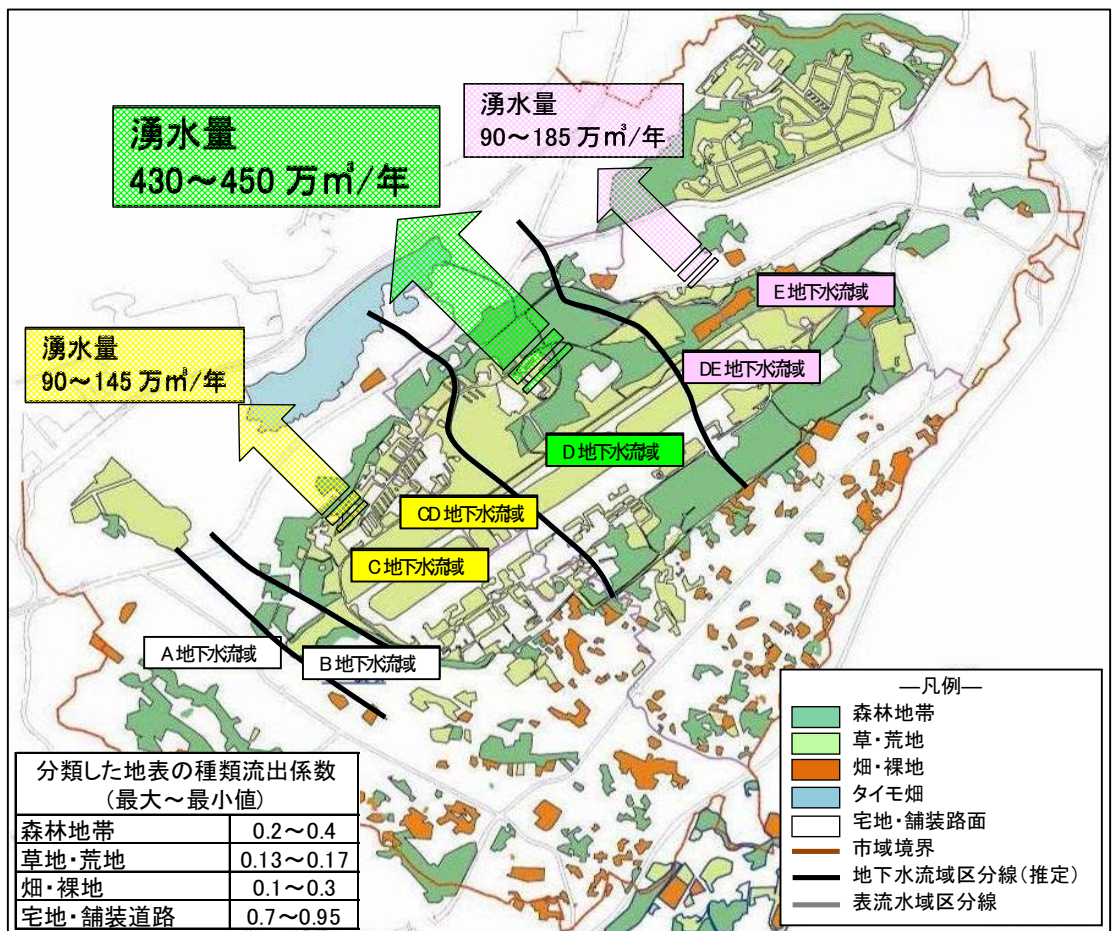 湧水量
90～185 万㎥/年
湧水量
430～450 万㎥/年
湧水量
90～145 万㎥/年
E 地下水流域
DE 地下水流域
D 地下水流域
CD 地下水流域
C 地下水流域
A 地下水流域
B 地下水流域
分類した地表の種類流出係数
(最大～最小値)
森林地帯 0.2～0.4
草地・荒地 0.13～0.17
畑・裸地 0.1～0.3
宅地・舗装道路 0.7～0.95
―凡例―
森林地帯
草・荒地
畑・裸地
タイモ畑
宅地・舗装路面
市域境界
地下水流域区分線(推定)
表流水域区分線